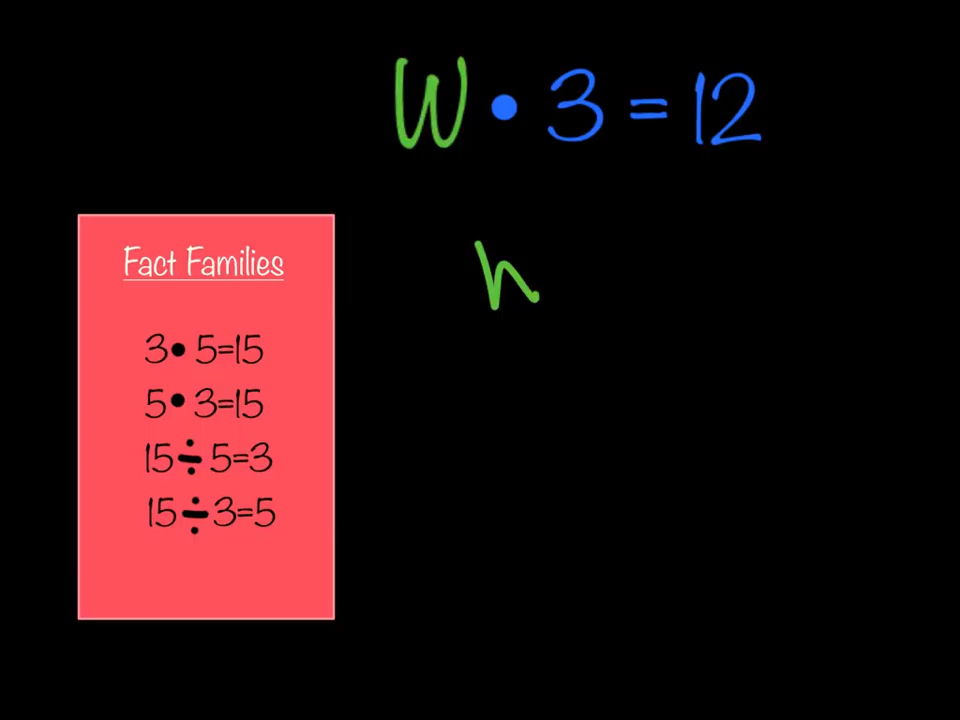 W • 3 = 12
Fact Families
3 • 5=15
5 • 3=15
15 ÷ 5=3
15 ÷ 3=5